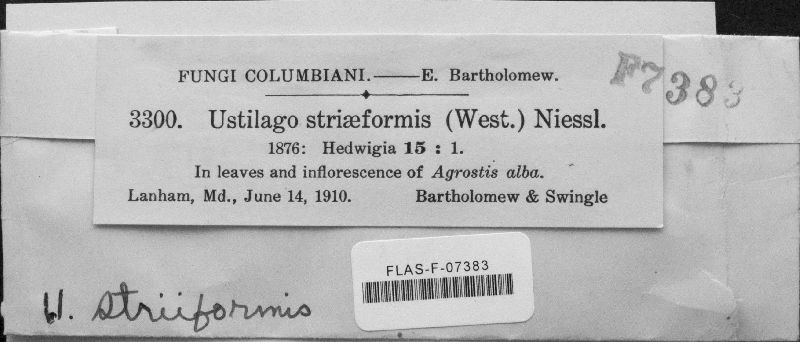 FUNGI COLUMBIANI.——E. Bartholomew.
F7383
3300. Ustilago striæformis (West.) Niessl.
1876: Hedwigia 15 : 1.
In leaves and inflorescence of Agrostis alba.
Lanham, Md., June 14, 1910. Bartholomew & Swingle
FLAS-F-07383
U. striiformis